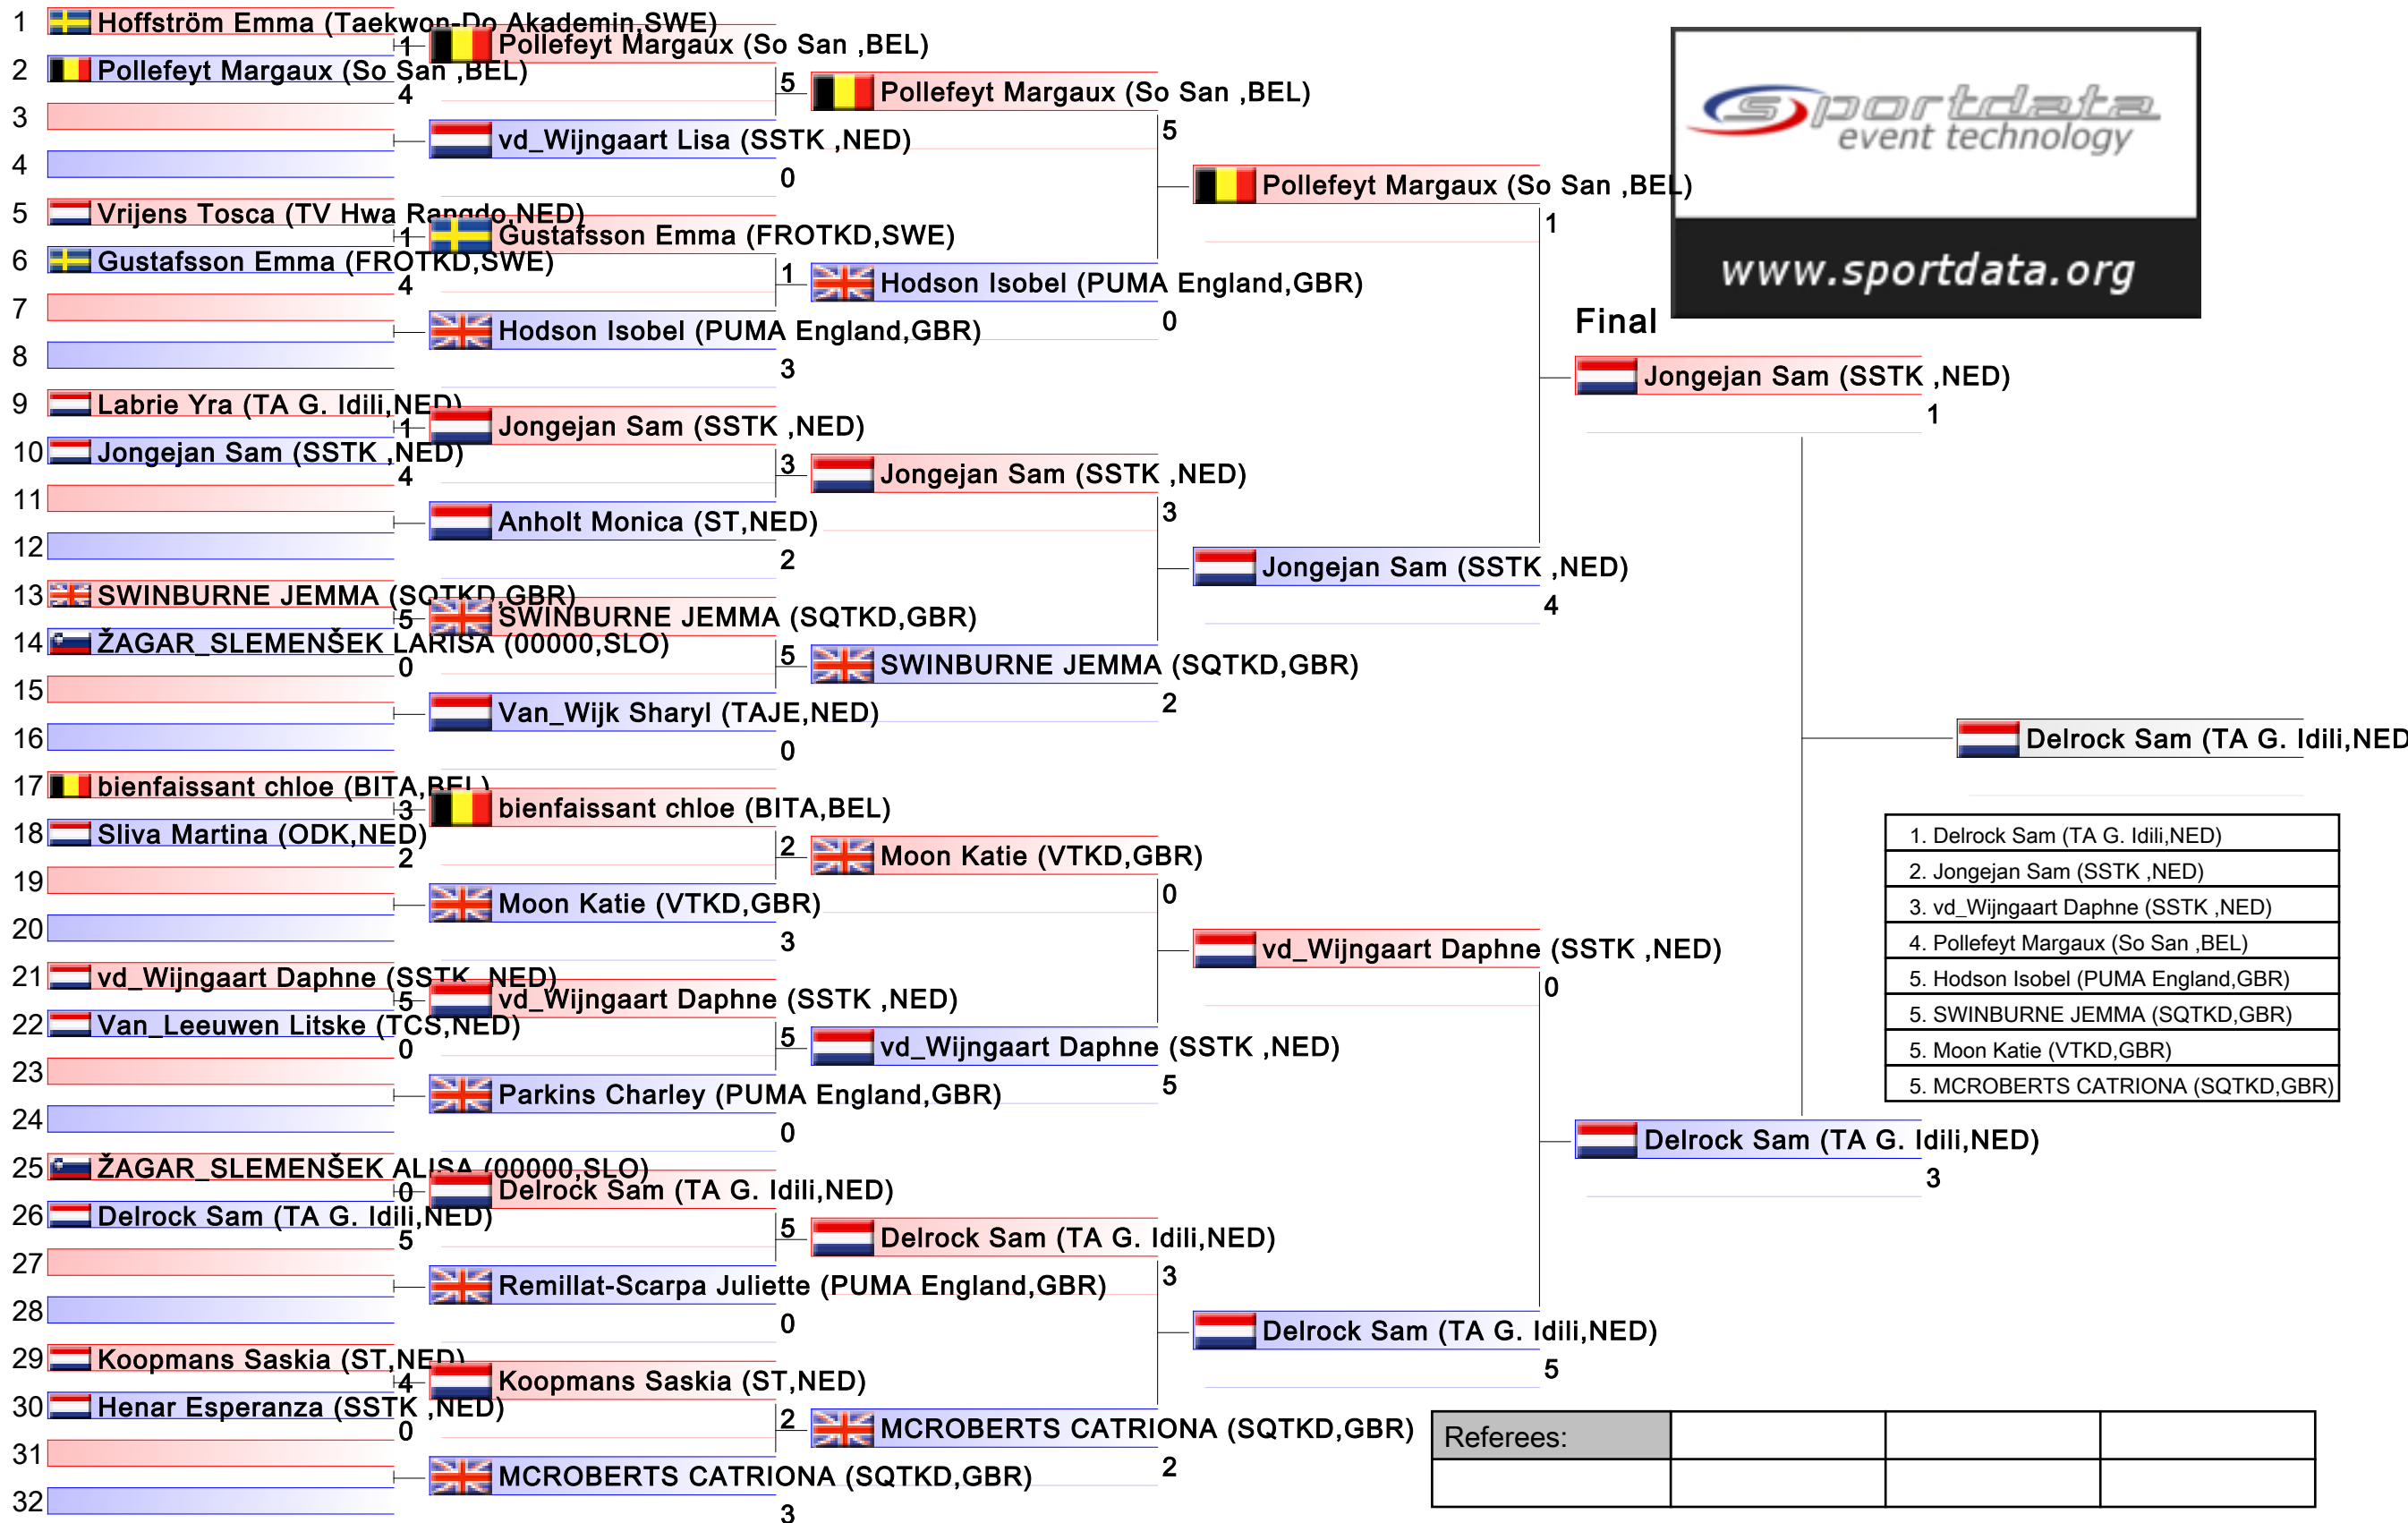 1 Hoffström Emma (Taekwon-Do Akademin,SWE)
1
2 Pollefeyt Margaux (So San ,BEL)
4
3
4
5 Vrijens Tosca (TV Hwa Rangdo,NED)
1
6 Gustafsson Emma (FROTKD,SWE)
4
7
8
9 Labrie Yra (TA G. Idili,NED)
1
10 Jongejan Sam (SSTK ,NED)
4
11
12
13 SWINBURNE JEMMA (SQTKD,GBR)
5
14 ŽAGAR_SLEMENŠEK LARISA (00000,SLO)
0
15
16
17 bienfaissant chloe (BITA,BEL)
3
18 Sliva Martina (ODK,NED)
2
19
20
21 vd_Wijngaart Daphne (SSTK ,NED)
5
22 Van_Leeuwen Litske (TCS,NED)
0
23
24
25 ŽAGAR_SLEMENŠEK ALISA (00000,SLO)
0
26 Delrock Sam (TA G. Idili,NED)
5
27
28
29 Koopmans Saskia (ST,NED)
4
30 Henar Esperanza (SSTK ,NED)
0
31
32
Pollefeyt Margaux (So San ,BEL)
5
vd_Wijngaart Lisa (SSTK ,NED)
0
Gustafsson Emma (FROTKD,SWE)
1
Hodson Isobel (PUMA England,GBR)
3
Jongejan Sam (SSTK ,NED)
3
Anholt Monica (ST,NED)
2
SWINBURNE JEMMA (SQTKD,GBR)
5
Van_Wijk Sharyl (TAJE,NED)
0
bienfaissant chloe (BITA,BEL)
2
Moon Katie (VTKD,GBR)
3
vd_Wijngaart Daphne (SSTK ,NED)
5
Parkins Charley (PUMA England,GBR)
0
Delrock Sam (TA G. Idili,NED)
5
Remillat-Scarpa Juliette (PUMA England,GBR)
0
Koopmans Saskia (ST,NED)
2
MCROBERTS CATRIONA (SQTKD,GBR)
3
Pollefeyt Margaux (So San ,BEL)
5
Hodson Isobel (PUMA England,GBR)
0
Jongejan Sam (SSTK ,NED)
3
SWINBURNE JEMMA (SQTKD,GBR)
2
Moon Katie (VTKD,GBR)
0
vd_Wijngaart Daphne (SSTK ,NED)
5
Delrock Sam (TA G. Idili,NED)
3
MCROBERTS CATRIONA (SQTKD,GBR)
2
Pollefeyt Margaux (So San ,BEL)
1
Jongejan Sam (SSTK ,NED)
4
vd_Wijngaart Daphne (SSTK ,NED)
0
Delrock Sam (TA G. Idili,NED)
5
sportdata
event technology
www.sportdata.org
Final
Jongejan Sam (SSTK ,NED)
1
Delrock Sam (TA G. Idili,NED)
3
Delrock Sam (TA G. Idili,NED
1. Delrock Sam (TA G. Idili,NED)
2. Jongejan Sam (SSTK ,NED)
3. vd_Wijngaart Daphne (SSTK ,NED)
4. Pollefeyt Margaux (So San ,BEL)
5. Hodson Isobel (PUMA England,GBR)
5. SWINBURNE JEMMA (SQTKD,GBR)
5. Moon Katie (VTKD,GBR)
5. MCROBERTS CATRIONA (SQTKD,GBR)
Referees: